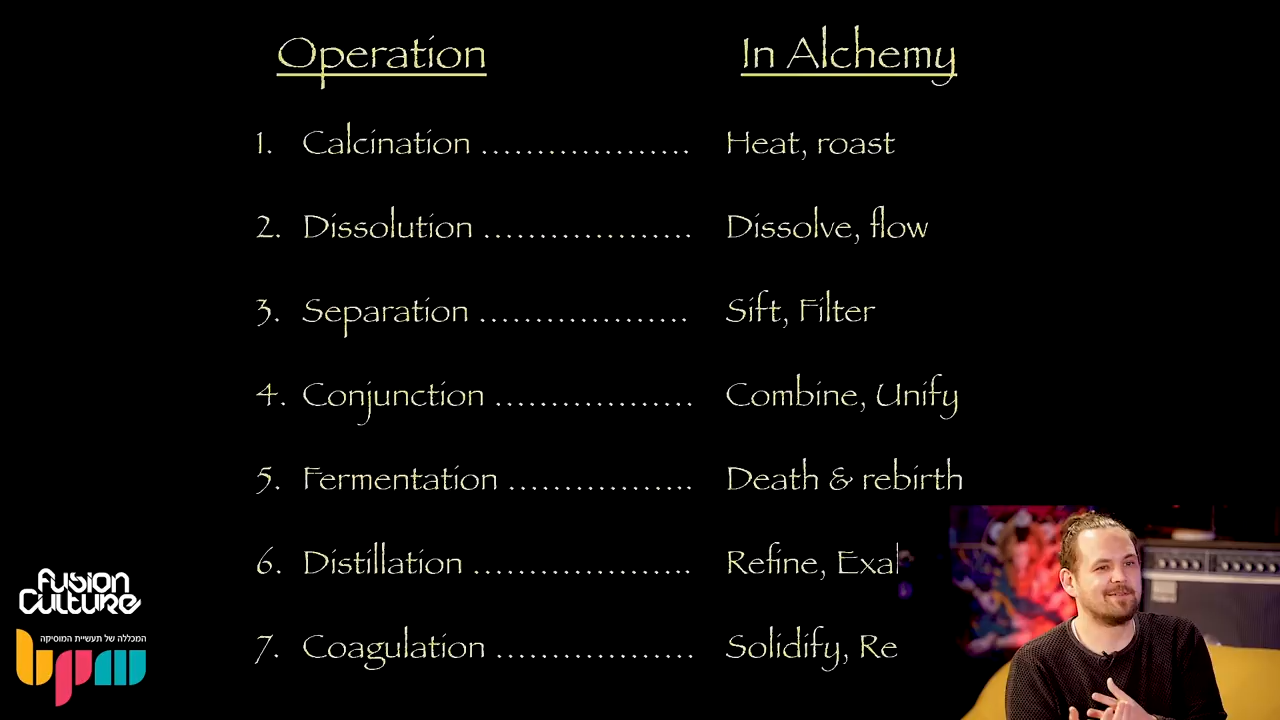 Operation In Alchemy
1. Calcination ................... Heat, roast
2. Dissolution ................... Dissolve, flow
3. Separation ................... Sift, Filter
4. Conjunction .................. Combine, Unify
5. Fermentation ................. Death & rebirth
6. Distillation .................... Refine, Exal
7. Coagulation .................. Solidify, Re
FUSION
CULTURE
המכללה של תעשיית המוסיקה